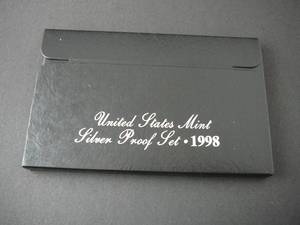 United States Mint
Silver Proof Set • 1998